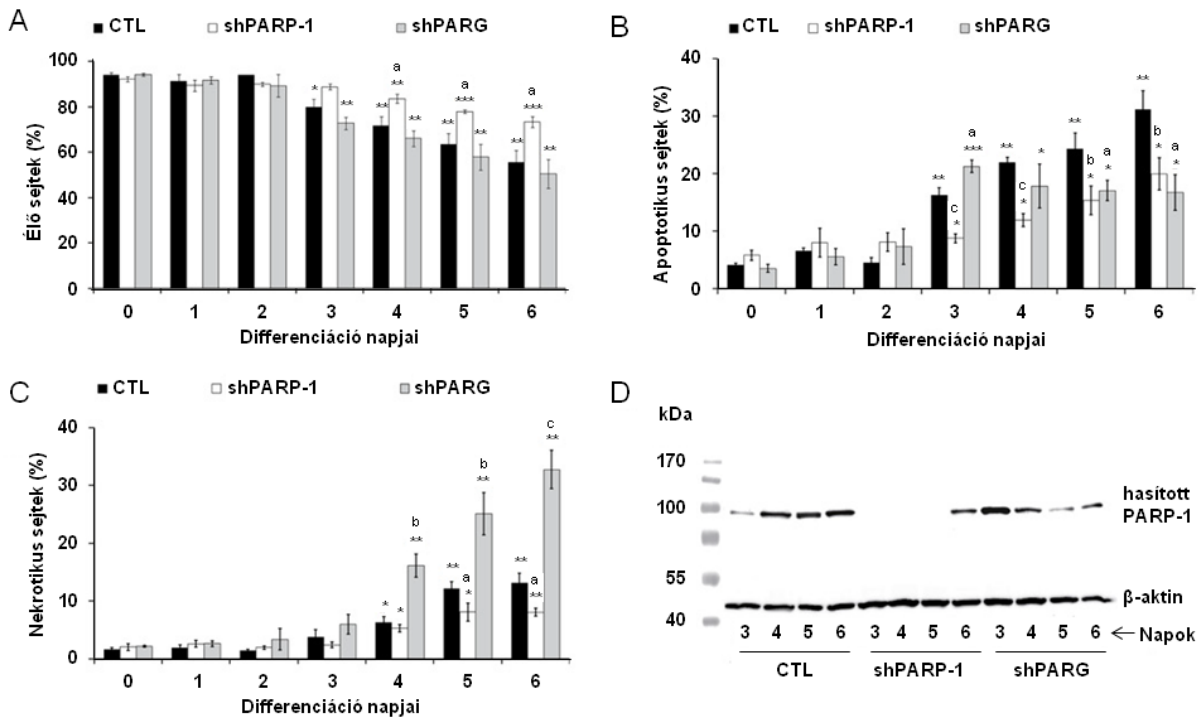 A
CTL shPARP-1 shPARG
Élő sejtek (%)
100
80
60
40
20
0
* ** a ** ** ** a *** ** ** a *** **
0 1 2 3 4 5 6
Differenciáció napjai
B
CTL shPARP-1 shPARG
Apoptotikus sejtek (%)
40
30
20
10
0
** c * a *** ** c * * ** b * a * ** b * a *
0 1 2 3 4 5 6
Differenciáció napjai
C
CTL shPARP-1 shPARG
Nekrotikus sejtek (%)
40
30
20
10
0
* * b ** ** a * b ** ** a ** c **
0 1 2 3 4 5 6
Differenciáció napjai
D
kDa
170
100
55
40
hasított
PARP-1
β-aktin
3 4 5 6 3 4 5 6 3 4 5 6 ← Napok
CTL shPARP-1 shPARG